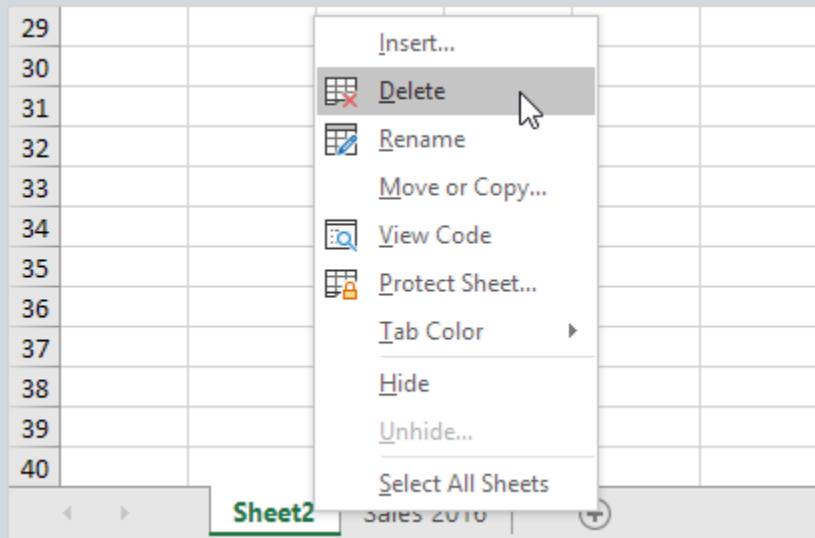 29
30
31
32
33
34
35
36
37
38
39
40
Insert...
Delete
Rename
Move or Copy...
View Code
Protect Sheet...
Tab Color
Hide
Unhide...
Select All Sheets
Sheet2 Sales 2016